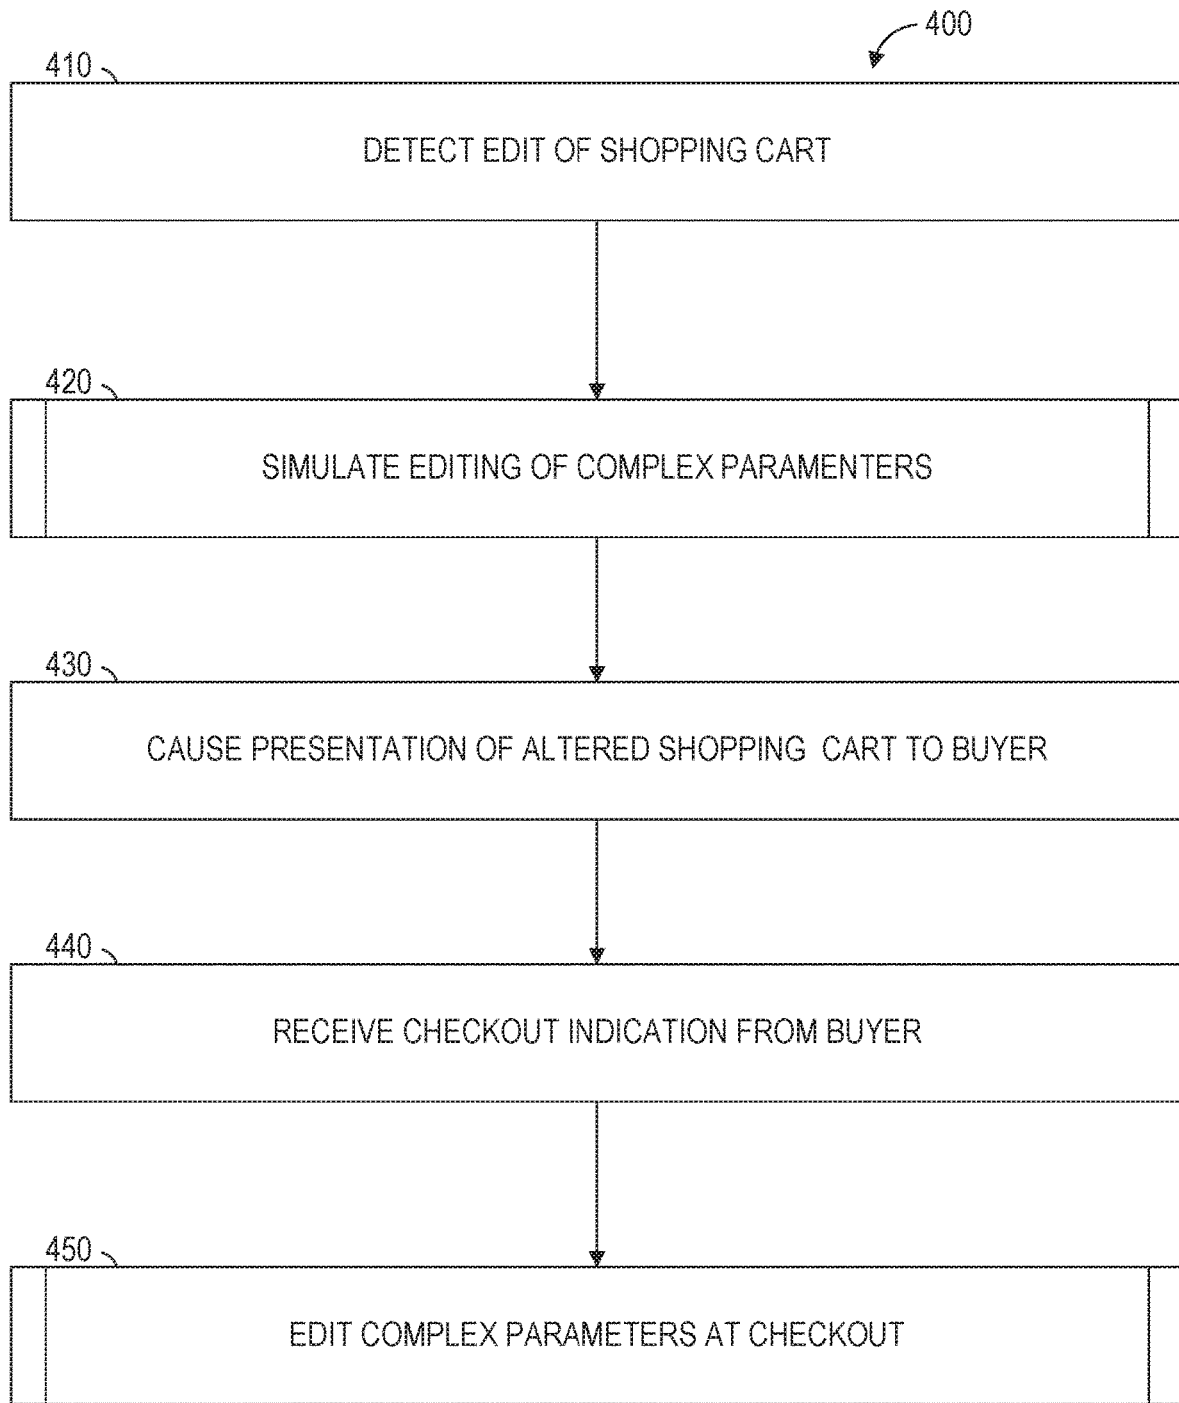 400
410
DETECT EDIT OF SHOPPING CART
420
SIMULATE EDITING OF COMPLEX PARAMENTERS
430
CAUSE PRESENTATION OF ALTERED SHOPPING CART TO BUYER
440
RECEIVE CHECKOUT INDICATION FROM BUYER
450
EDIT COMPLEX PARAMETERS AT CHECKOUT